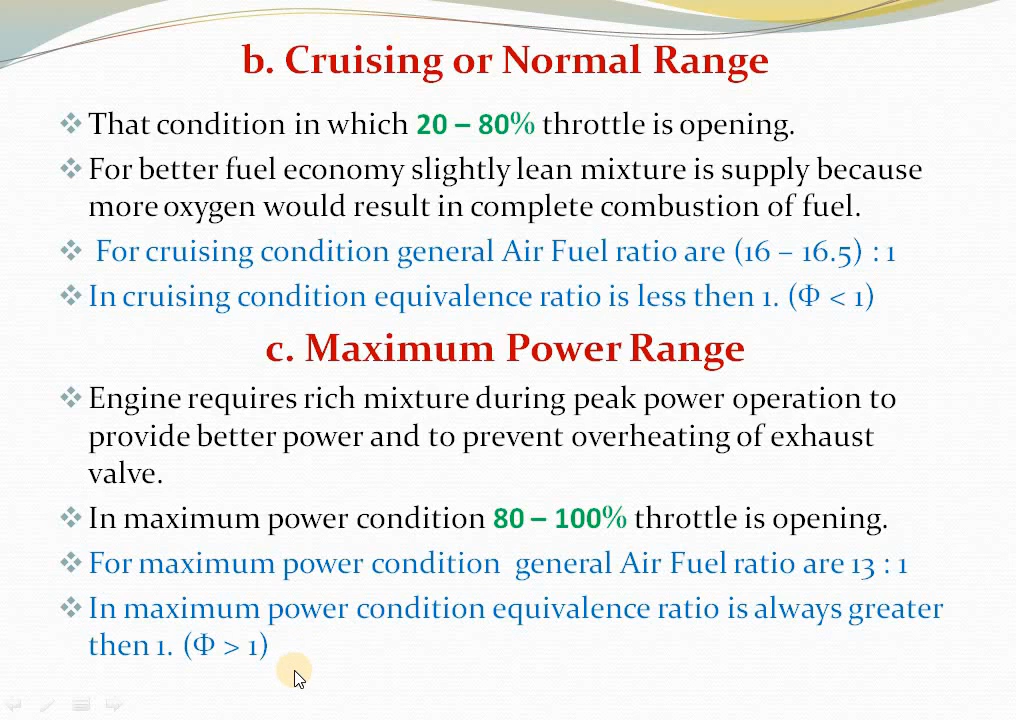 b. Cruising or Normal Range
❖ That condition in which 20 – 80% throttle is opening.
❖ For better fuel economy slightly lean mixture is supply because
more oxygen would result in complete combustion of fuel.
❖ For cruising condition general Air Fuel ratio are (16 – 16.5) : 1
❖ In cruising condition equivalence ratio is less then 1. (Φ < 1)
c. Maximum Power Range
❖ Engine requires rich mixture during peak power operation to
provide better power and to prevent overheating of exhaust
valve.
❖ In maximum power condition 80 – 100% throttle is opening.
❖ For maximum power condition general Air Fuel ratio are 13 : 1
❖ In maximum power condition equivalence ratio is always greater
then 1. (Φ > 1)